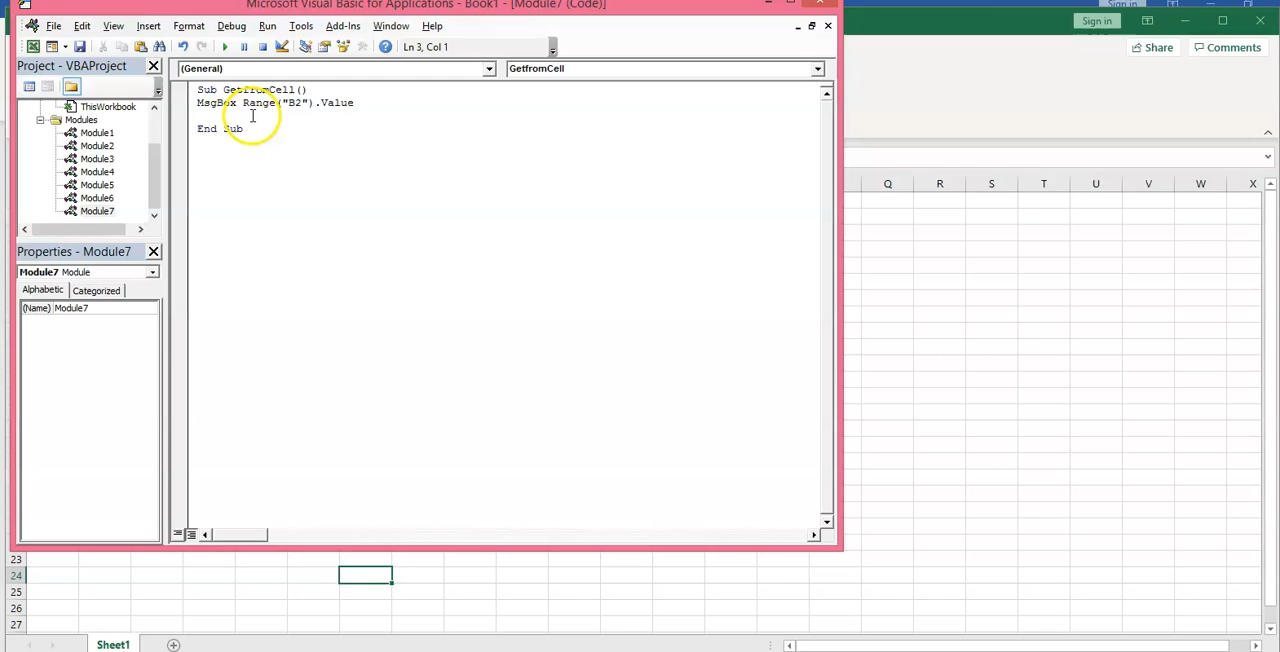 Microsoft Visual Basic for Applications - Book1 - [Module7 (Code)]
Sign in
File Edit View Insert Format Debug Run Tools Add-Ins Window Help
Sign in
Ln 3, Col 1
Share Comments
Project - VBAProject
(General) GetfromCell
ThisWorkbook
Modules
Module1
Module2
Module3
Module4
Module5
Module6
Module7
Sub GetfromCell()
MsgBox Range("B2").Value
End Sub
Properties - Module7
Module7 Module
Alphabetic Categorized
(Name) Module7
Q R S T U V W X
23
24
25
26
27
Sheet1